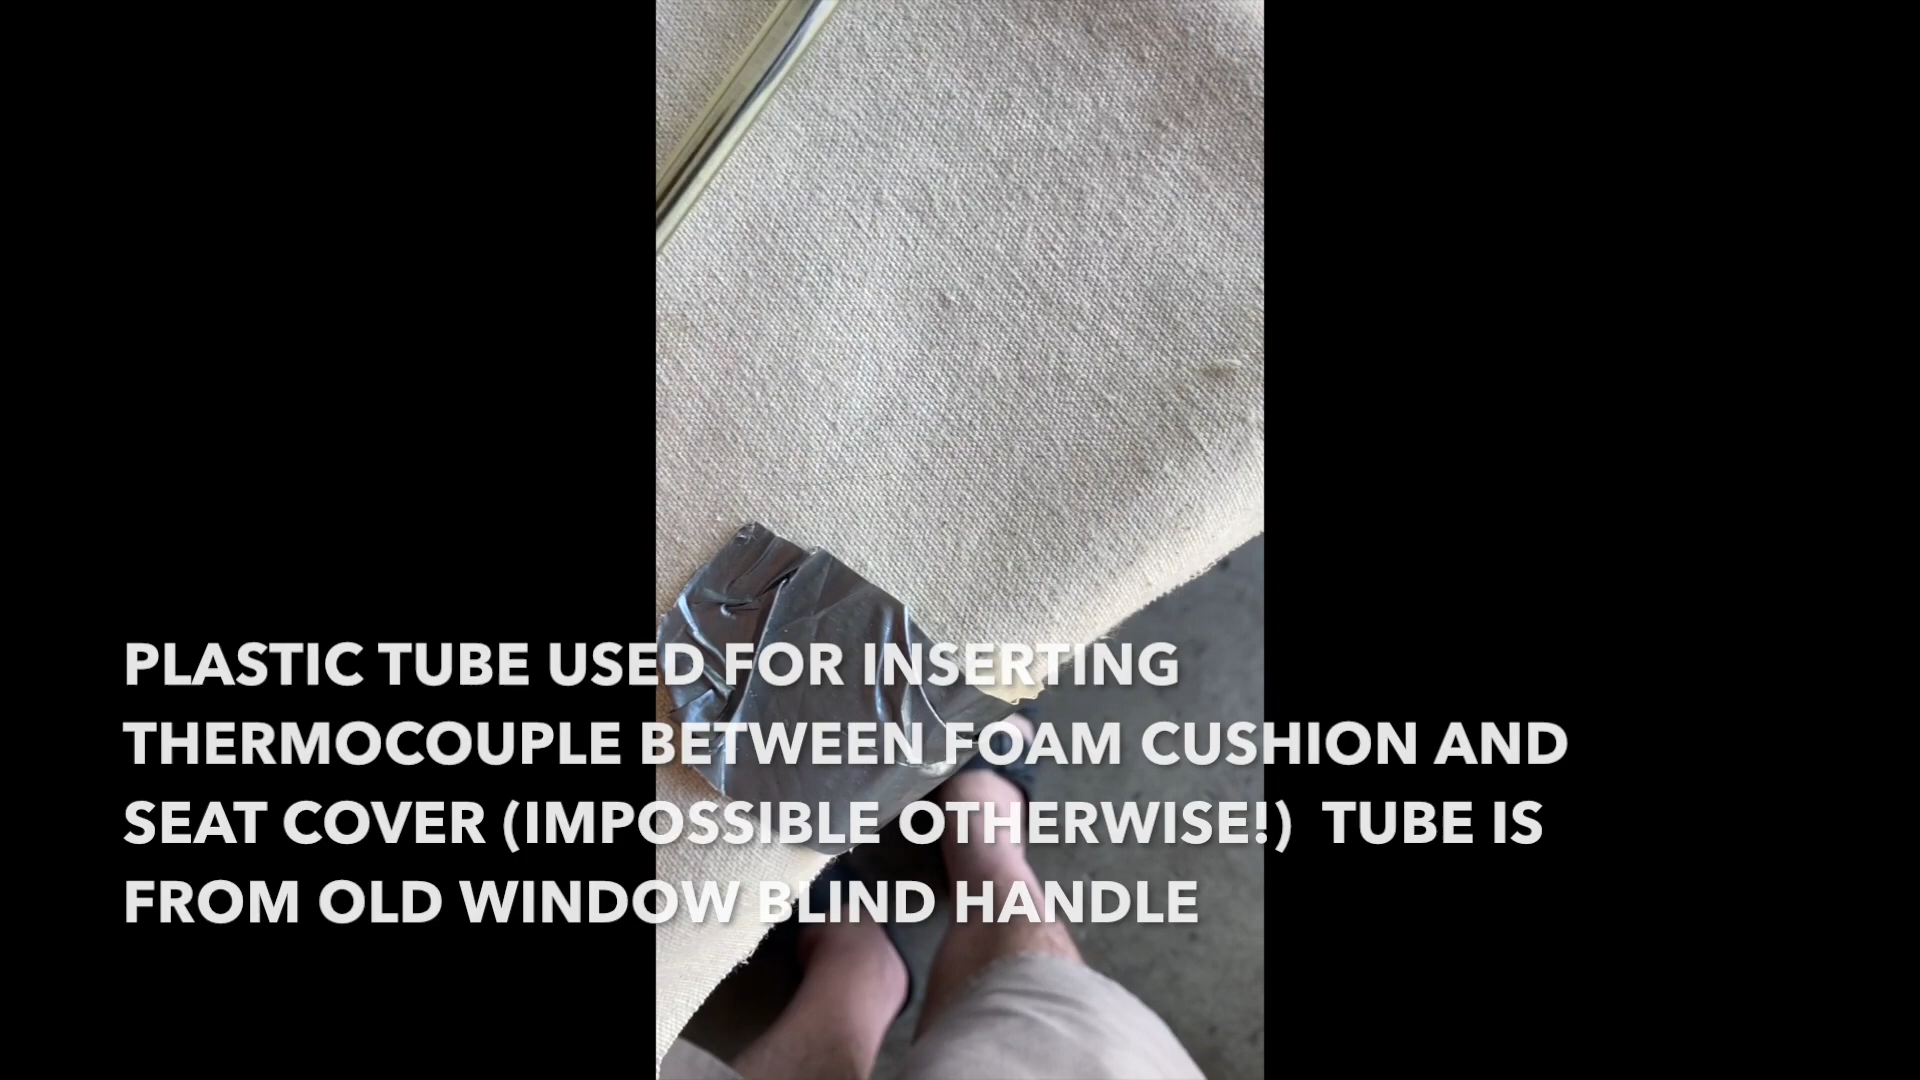 PLASTIC TUBE USED FOR INSERTING
THERMOCOUPLE BETWEEN FOAM CUSHION AND
SEAT COVER (IMPOSSIBLE OTHERWISE!)  TUBE IS
FROM OLD WINDOW BLIND HANDLE